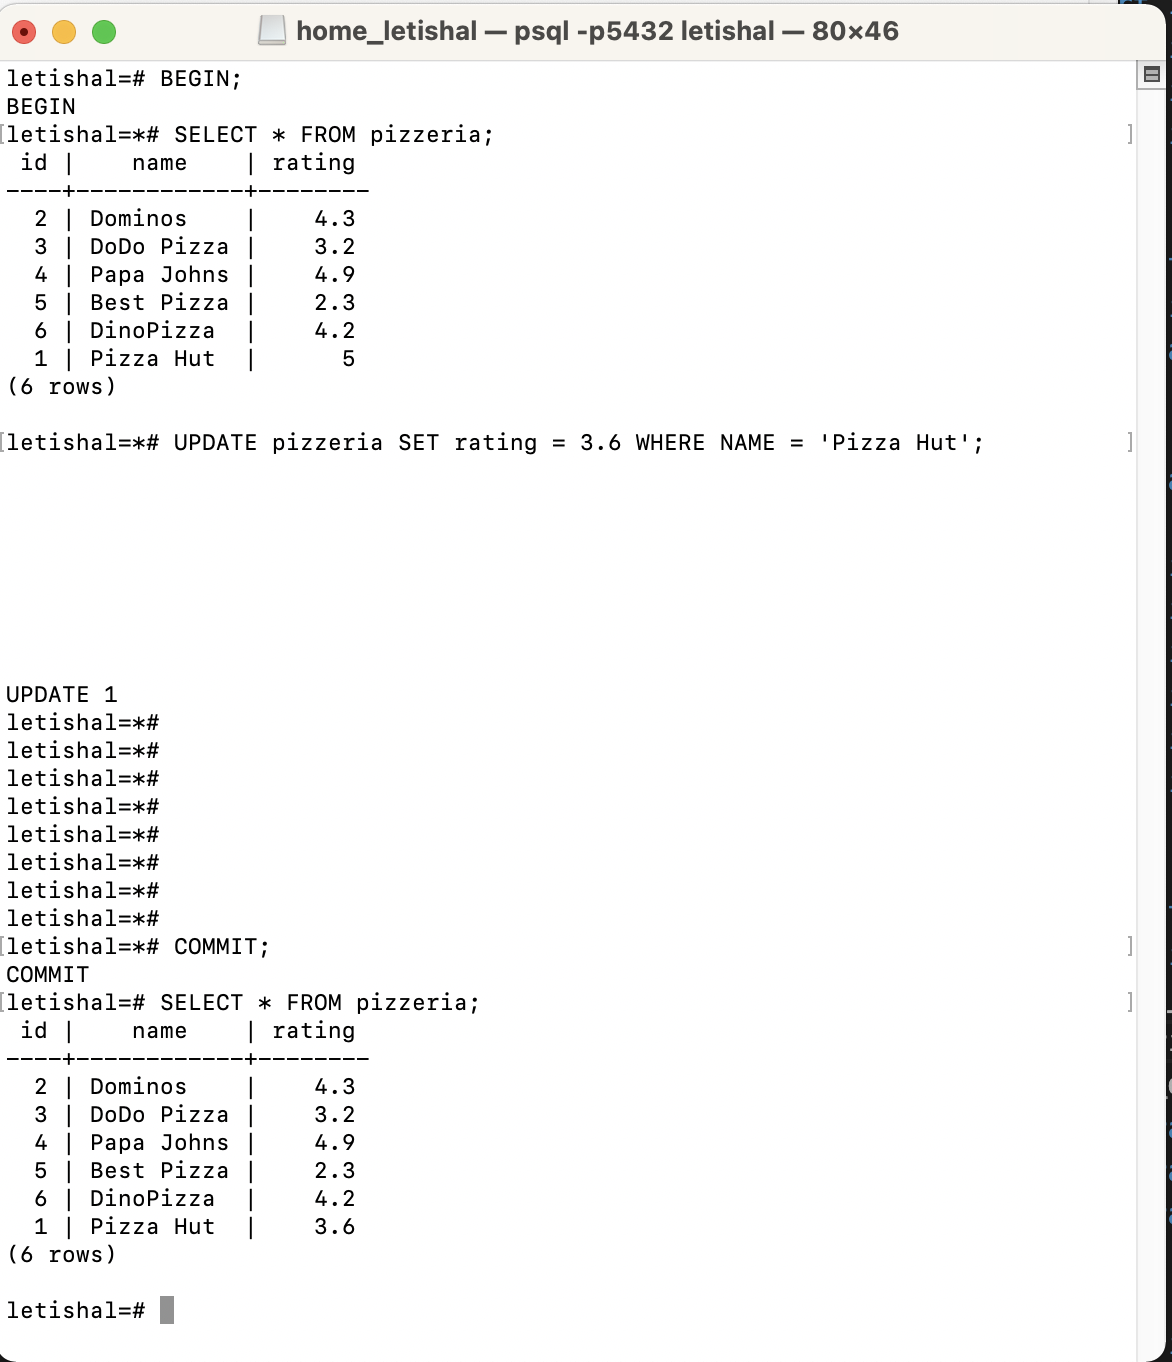 home_letishal — psql -p5432 letishal — 80×46
letishal=# BEGIN;
BEGIN
[letishal=*# SELECT * FROM pizzeria; ]
 id |    name    | rating
----+------------+--------
  2 | Dominos    |    4.3
  3 | DoDo Pizza |    3.2
  4 | Papa Johns |    4.9
  5 | Best Pizza |    2.3
  6 | DinoPizza  |    4.2
  1 | Pizza Hut  |      5
(6 rows)
[letishal=*# UPDATE pizzeria SET rating = 3.6 WHERE NAME = 'Pizza Hut'; ]
UPDATE 1
letishal=*#
letishal=*#
letishal=*#
letishal=*#
letishal=*#
letishal=*#
letishal=*#
letishal=*#
[letishal=*# COMMIT; ]
COMMIT
[letishal=# SELECT * FROM pizzeria; ]
 id |    name    | rating
----+------------+--------
  2 | Dominos    |    4.3
  3 | DoDo Pizza |    3.2
  4 | Papa Johns |    4.9
  5 | Best Pizza |    2.3
  6 | DinoPizza  |    4.2
  1 | Pizza Hut  |    3.6
(6 rows)
letishal=#